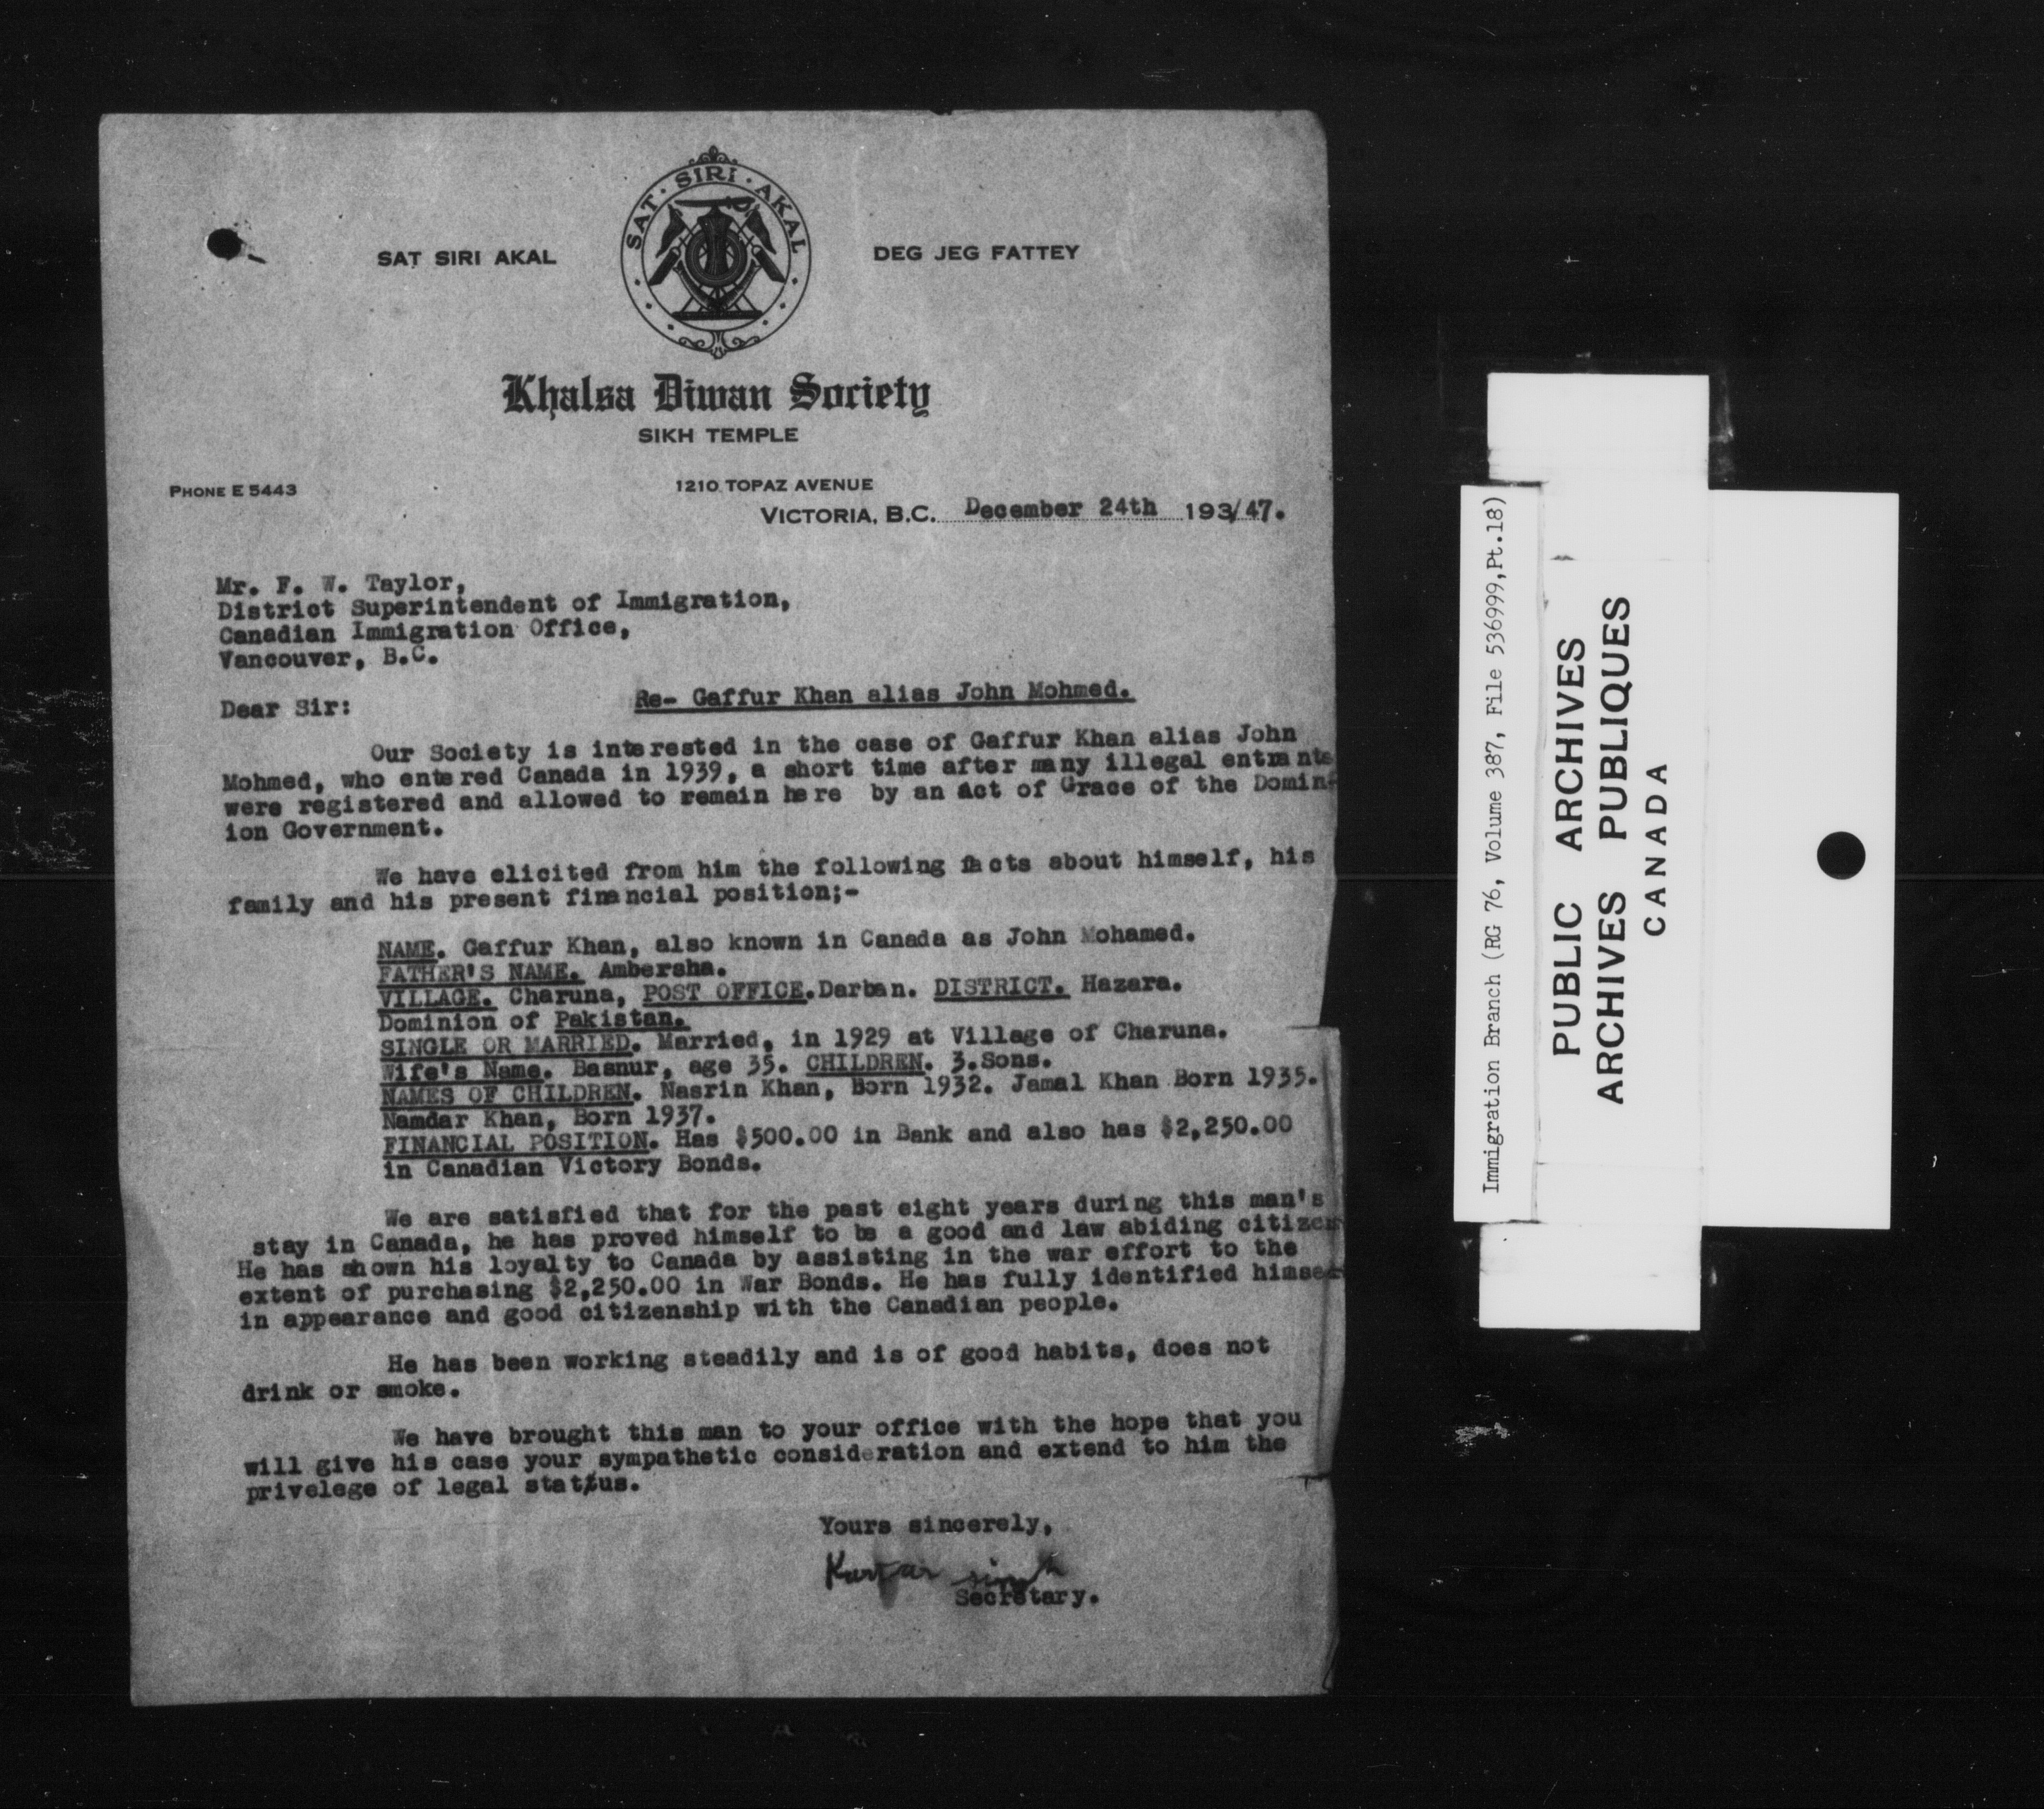 SAT · SIRI · AKAL
SAT SIRI AKAL
DEG JEG FATTEY
Khalsa Diwan Society
SIKH TEMPLE
PHONE E 5443
1210 TOPAZ AVENUE
VICTORIA, B.C. December 24th 193/47.
Mr. F. W. Taylor,
District Superintendent of Immigration,
Canadian Immigration Office,
Vancouver, B.C.
Dear Sir:
Re- Gaffur Khan alias John Mohmed.
Our Society is interested in the case of Gaffur Khan alias John
Mohmed, who entered Canada in 1939, a short time after many illegal entrants
were registered and allowed to remain here by an Act of Grace of the Domin-
ion Government.
We have elicited from him the following facts about himself, his
family and his present financial position;-
NAME. Gaffur Khan, also known in Canada as John Mohamed.
FATHER'S NAME. Ambersha.
VILLAGE. Charuna, POST OFFICE.Darban. DISTRICT. Hazara.
Dominion of Pakistan.
SINGLE OR MARRIED. Married, in 1929 at Village of Charuna.
Wife's Name. Basnur, age 35. CHILDREN. 3.Sons.
NAMES OF CHILDREN. Nasrin Khan, Born 1932. Jamal Khan Born 1935.
Namdar Khan, Born 1937.
FINANCIAL POSITION. Has $500.00 in Bank and also has $2,250.00
in Canadian Victory Bonds.
We are satisfied that for the past eight years during this man's
stay in Canada, he has proved himself to be a good and law abiding citizen
He has shown his loyalty to Canada by assisting in the war effort to the
extent of purchasing $2,250.00 in War Bonds. He has fully identified himse
in appearance and good citizenship with the Canadian people.
He has been working steadily and is of good habits, does not
drink or smoke.
We have brought this man to your office with the hope that you
will give his case your sympathetic consideration and extend to him the
privelege of legal stat/us.
Yours sincerely,
Kartar singh
Secretary.
Immigration Branch (RG 76, Volume 387, File 536999,Pt.18)
PUBLIC ARCHIVES
ARCHIVES PUBLIQUES
CANADA